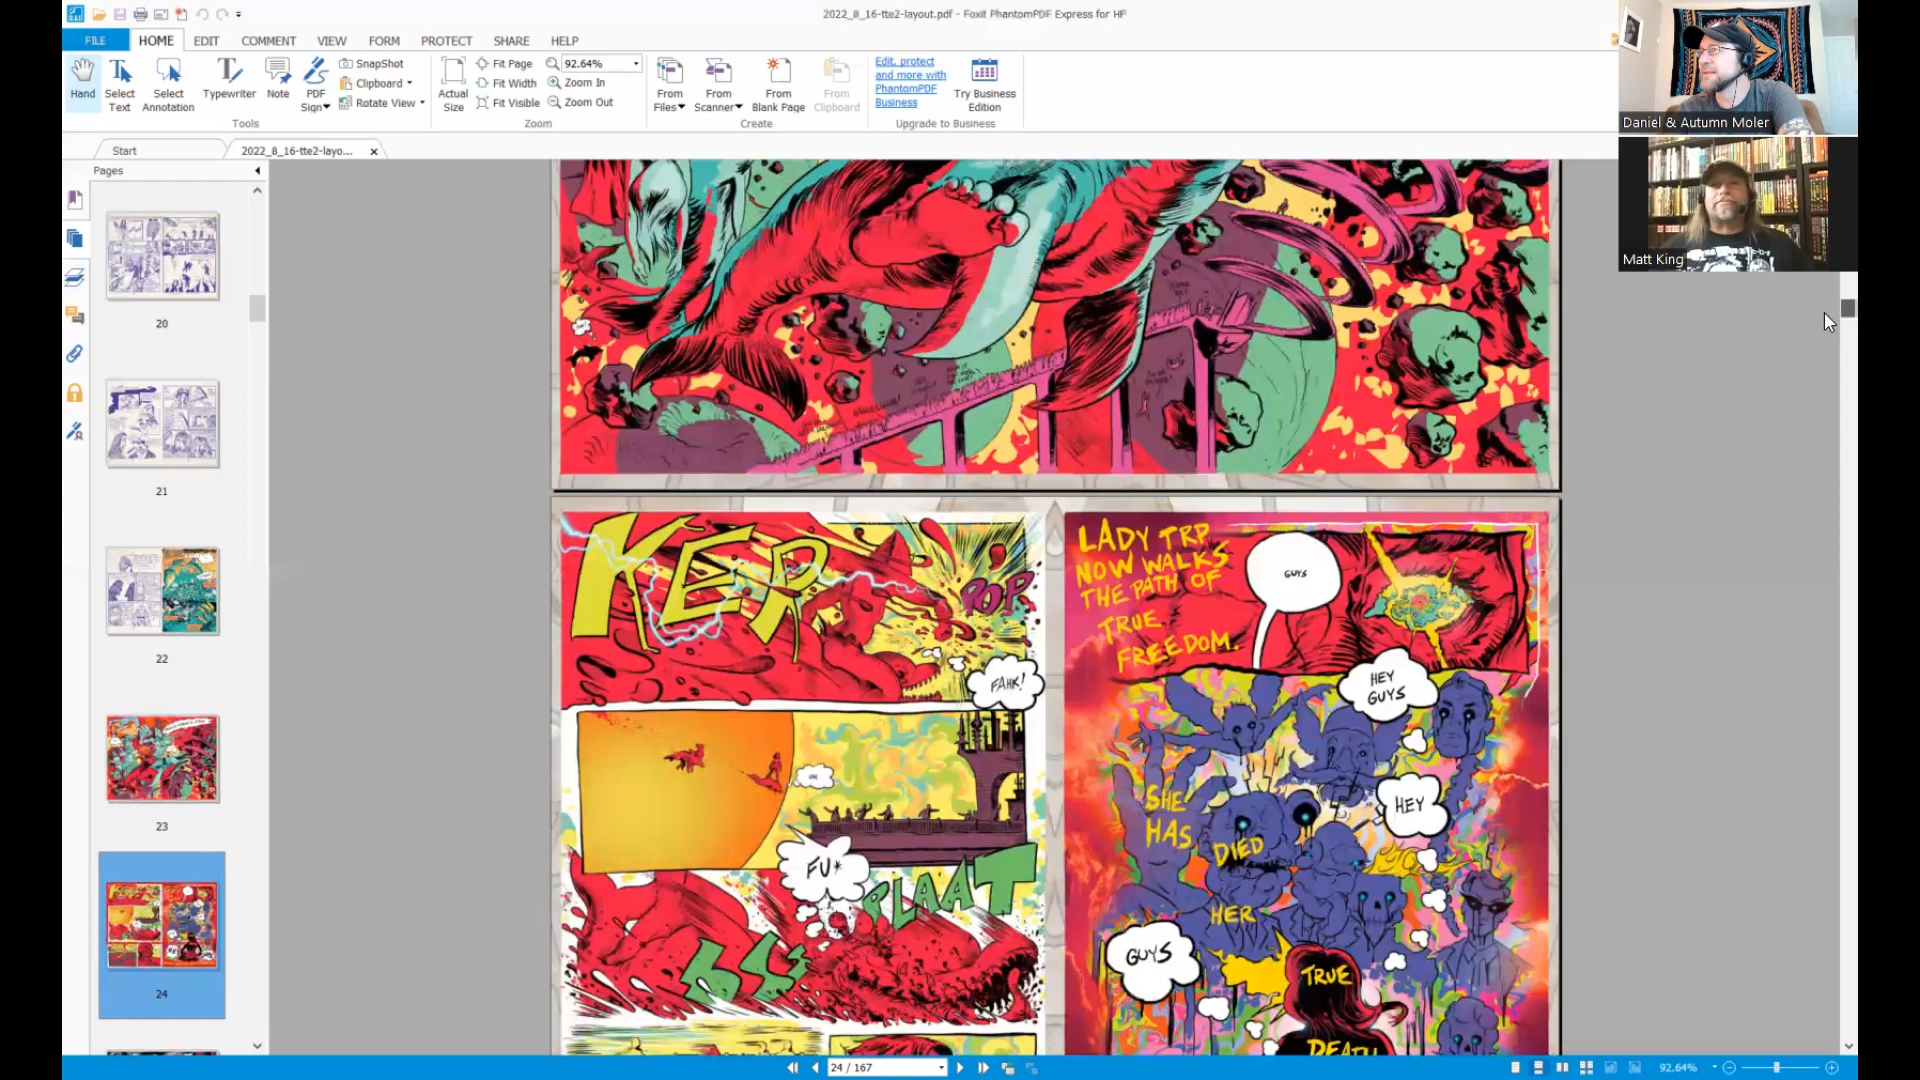 2022_8_16-tte2-layout.pdf - Foxit PhantomPDF Express for HP
FILE HOME EDIT COMMENT VIEW FORM PROTECT SHARE HELP
Hand
Select Text
Select Annotation
Typewriter
Note
PDF Sign
SnapShot
Clipboard
Rotate View
Tools
Actual Size
Fit Page
Fit Width
Fit Visible
92.64%
Zoom In
Zoom Out
Zoom
From Files
From Scanner
From Blank Page
From Clipboard
Create
Edit, protect
and more with
PhantomPDF
Business
Try Business Edition
Upgrade to Business
Daniel & Autumn Moler
Matt King
Start
2022_8_16-tte2-layo...
Pages
20
21
22
23
24
KER
POP
FAHK!
FU*
PLAAT
LADY TRP
NOW WALKS
THE PATH OF
TRUE
FREEDOM.
GUYS
HEY
GUYS
HEY
SHE
HAS
DIED
HER
GUYS
TRUE
DEATH
24 / 167
92.64%